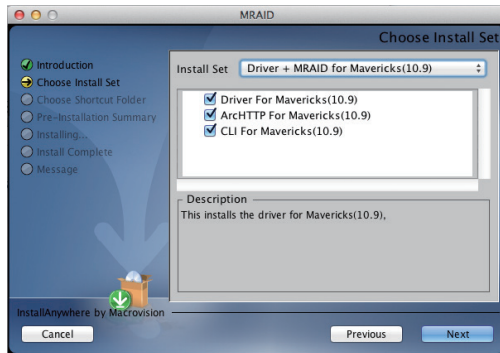 MRAID
Choose Install Set
Introduction
Choose Install Set
Choose Shortcut Folder
Pre-Installation Summary
Installing...
Install Complete
Message
Install Set
Driver + MRAID for Mavericks(10.9)
Driver For Mavericks(10.9)
ArcHTTP For Mavericks(10.9)
CLI For Mavericks(10.9)
Description
This installs the driver for Mavericks(10.9),
InstallAnywhere by Macrovision
Cancel
Previous
Next